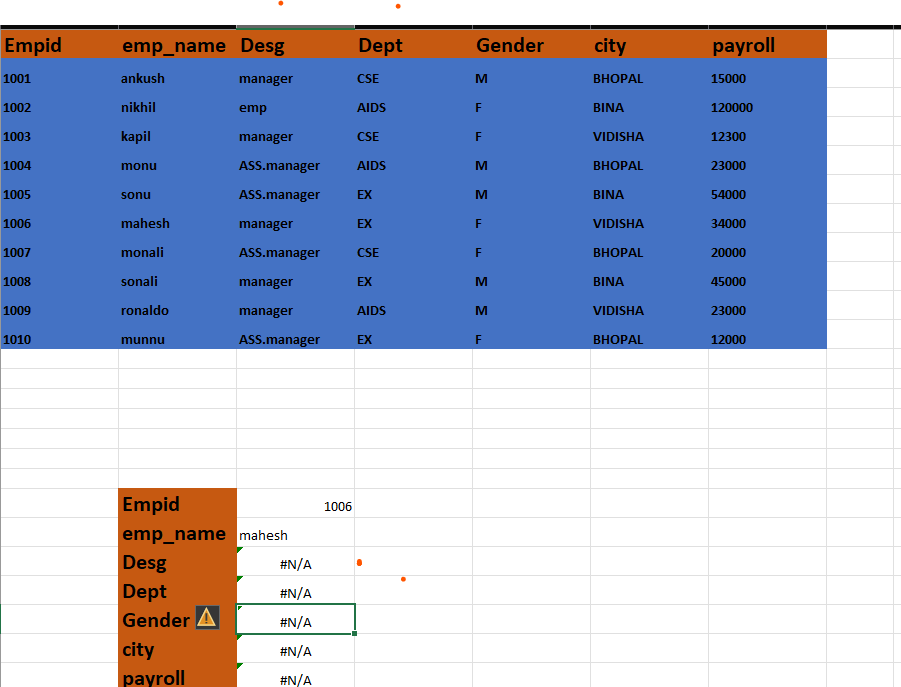 Empid emp_name Desg Dept Gender city payroll
1001 ankush manager CSE M BHOPAL 15000
1002 nikhil emp AIDS F BINA 120000
1003 kapil manager CSE F VIDISHA 12300
1004 monu ASS.manager AIDS M BHOPAL 23000
1005 sonu ASS.manager EX M BINA 54000
1006 mahesh manager EX F VIDISHA 34000
1007 monali ASS.manager CSE F BHOPAL 20000
1008 sonali manager EX M BINA 45000
1009 ronaldo manager AIDS M VIDISHA 23000
1010 munnu ASS.manager EX F BHOPAL 12000
Empid 1006
emp_name mahesh
Desg #N/A
Dept #N/A
Gender #N/A
city #N/A
payroll #N/A